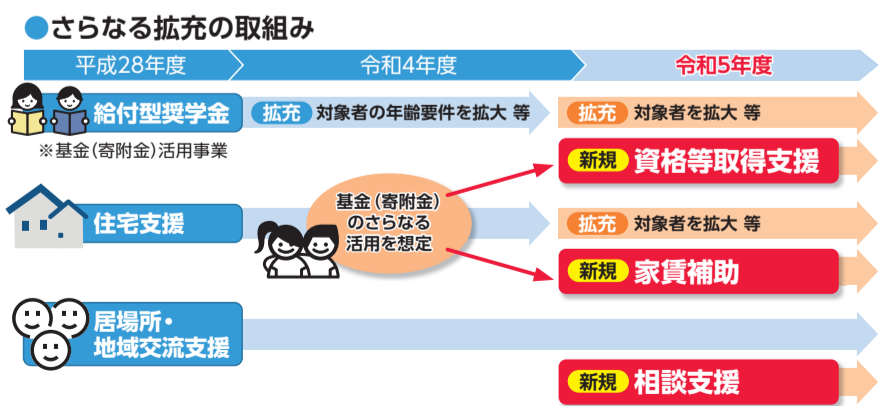 ●さらなる拡充の取組み
平成28年度
令和4年度
令和5年度
給付型奨学金
拡充 対象者の年齢要件を拡大 等
拡充 対象者を拡大 等
※基金(寄附金)活用事業
新規 資格等取得支援
基金(寄附金)
のさらなる
活用を想定
住宅支援
拡充 対象者を拡大 等
新規 家賃補助
居場所・
地域交流支援
新規 相談支援